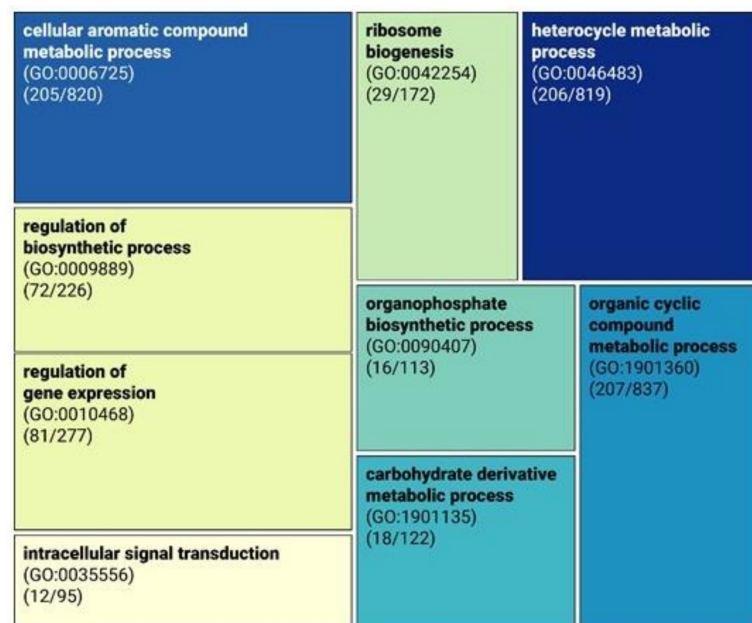 cellular aromatic compound
metabolic process
(GO:0006725)
(205/820)
regulation of
biosynthetic process
(GO:0009889)
(72/226)
regulation of
gene expression
(GO:0010468)
(81/277)
intracellular signal transduction
(GO:0035556)
(12/95)
ribosome
biogenesis
(GO:0042254)
(29/172)
heterocycle metabolic
process
(GO:0046483)
(206/819)
organophosphate
biosynthetic process
(GO:0090407)
(16/113)
organic cyclic
compound
metabolic process
(GO:1901360)
(207/837)
carbohydrate derivative
metabolic process
(GO:1901135)
(18/122)